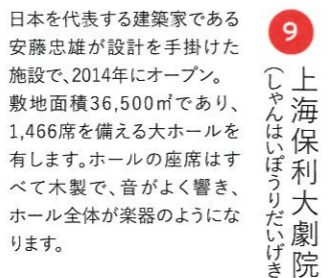 9
上海保利大劇院
(しゃんはいぽうりだいげき
日本を代表する建築家である
安藤忠雄が設計を手掛けた
施設で、2014年にオープン。
敷地面積36,500㎡であり、
1,466席を備える大ホールを
有します。ホールの座席はす
べて木製で、音がよく響き、
ホール全体が楽器のようにな
ります。